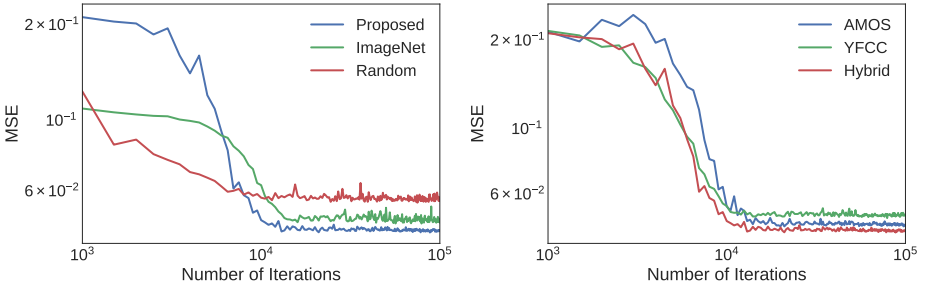 2 × 10⁻¹
10⁻¹
6 × 10⁻²
MSE
Proposed
ImageNet
Random
10³ 10⁴ 10⁵
Number of Iterations
2 × 10⁻¹
10⁻¹
6 × 10⁻²
MSE
AMOS
YFCC
Hybrid
10³ 10⁴ 10⁵
Number of Iterations